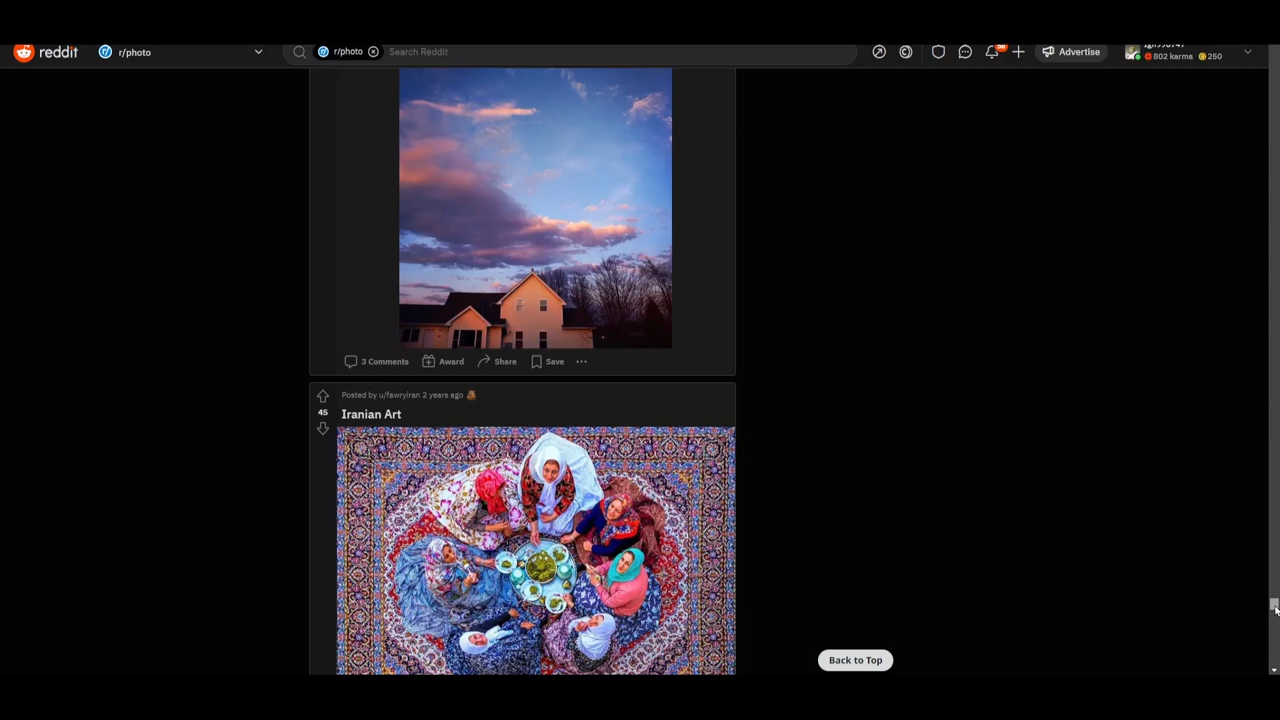 reddit
r/photo
r/photo
Search Reddit
58
Advertise
802 karma
250
3 Comments
Award
Share
Save
Posted by u/fawryiran 2 years ago
45
Iranian Art
Back to Top